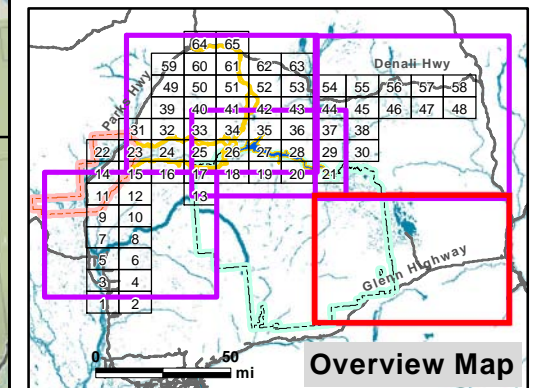 64 65
59 60 61 62 63
Denali Hwy
49 50 51 52 53 54 55 56 57 58
Parks Hwy
39 40 41 42 43 44 45 46 47 48
31 32 33 34 35 36 37 38
22 23 24 25 26 27 28 29 30
14 15 16 17 18 19 20 21
11 12 13
9 10
7 8
5 6
Glenn Highway
3 4
1 2
0 50
mi
Overview Map